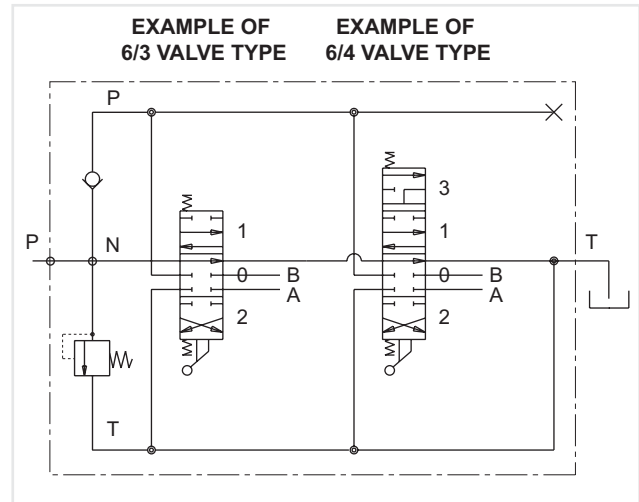 EXAMPLE OF 6/3 VALVE TYPE
EXAMPLE OF 6/4 VALVE TYPE
P
3
1
1
P
N
T
0
B
0
B
A
A
2
2
T